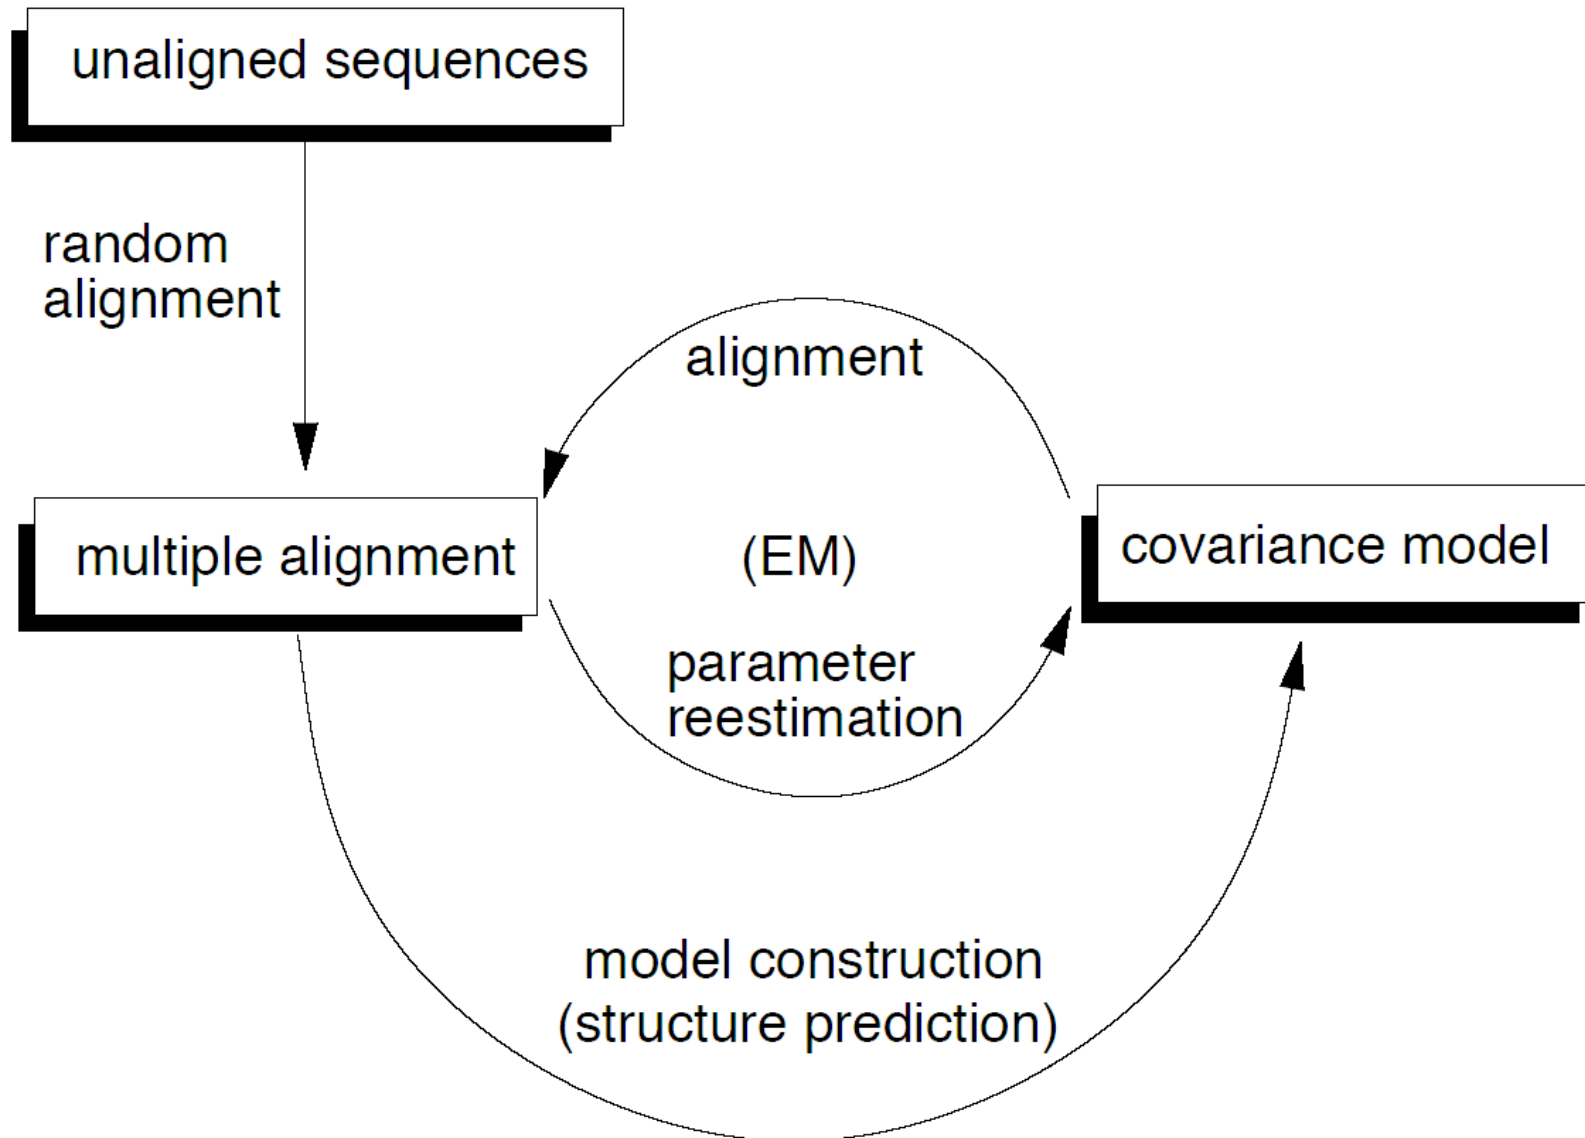 unaligned sequences
random
alignment
alignment
multiple alignment
(EM)
covariance model
parameter
reestimation
model construction
(structure prediction)